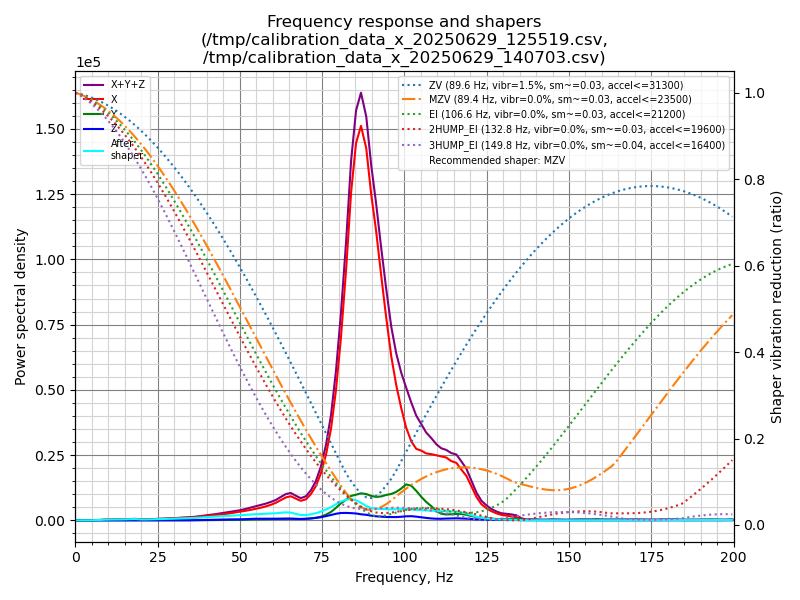 Frequency response and shapers
(/tmp/calibration_data_x_20250629_125519.csv,
/tmp/calibration_data_x_20250629_140703.csv)
1e5
X+Y+Z
X
Y
Z
After
shaper
ZV (89.6 Hz, vibr=1.5%, sm~=0.03, accel<=31300)
MZV (89.4 Hz, vibr=0.0%, sm~=0.03, accel<=23500)
EI (106.6 Hz, vibr=0.0%, sm~=0.03, accel<=21200)
2HUMP_EI (132.8 Hz, vibr=0.0%, sm~=0.03, accel<=19600)
3HUMP_EI (149.8 Hz, vibr=0.0%, sm~=0.04, accel<=16400)
Recommended shaper: MZV
Power spectral density
1.50
1.25
1.00
0.75
0.50
0.25
0.00
1.0
0.8
0.6
0.4
0.2
0.0
Shaper vibration reduction (ratio)
0 25 50 75 100 125 150 175 200
Frequency, Hz